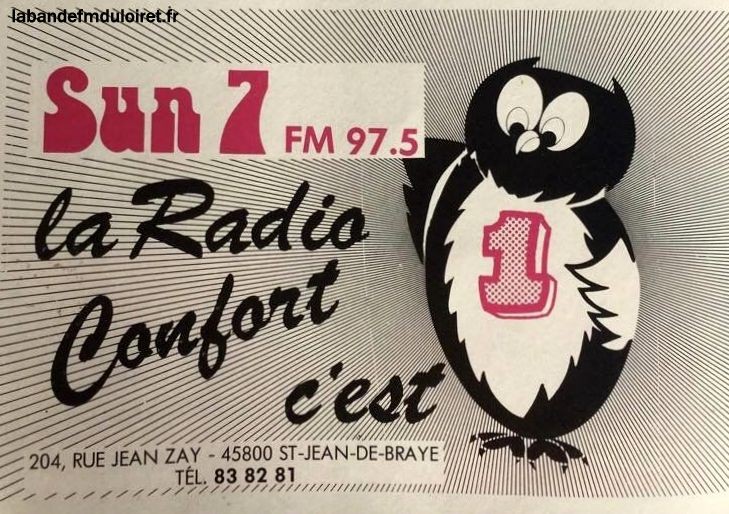 labandefmduloiret.fr
Sun 7
FM 97.5
la Radio
Confort
c'est
1
204, RUE JEAN ZAY - 45800 ST-JEAN-DE-BRAYE
TÉL. 83 82 81